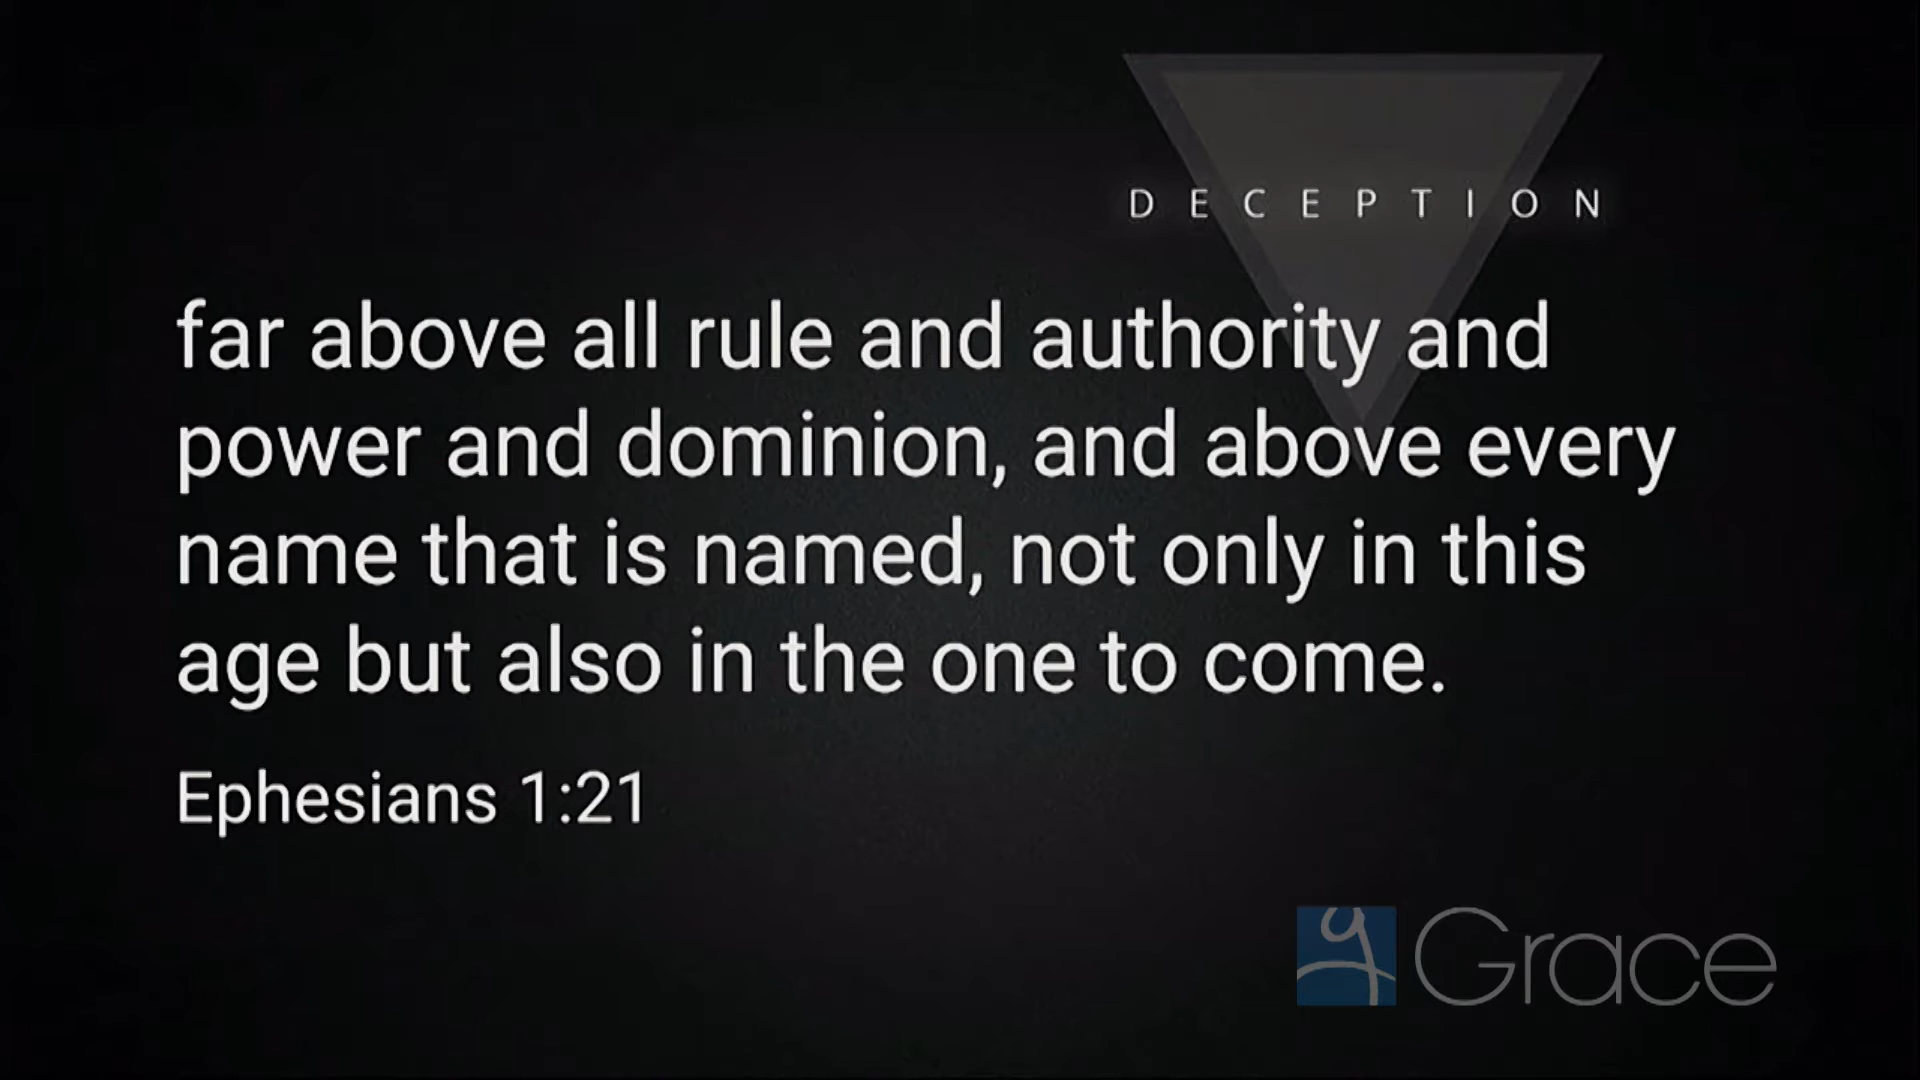 DECEPTION
far above all rule and authority and
power and dominion, and above every
name that is named, not only in this
age but also in the one to come.
Ephesians 1:21
g Grace